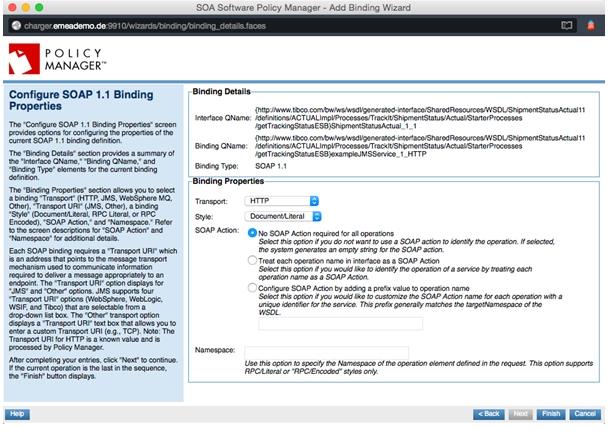 SOA Software Policy Manager - Add Binding Wizard
charger.emeademo.de:9910/wizards/binding/binding_details.faces
POLICY
MANAGER™
Configure SOAP 1.1 Binding
Properties
The "Configure SOAP 1.1 Binding Properties" screen
provides options for configuring the properties of the
current SOAP 1.1 binding definition.
The "Binding Details" section provides a summary of
the "Interface QName," "Binding QName," and
"Binding Type" elements for the current binding
definition.
The "Binding Properties" section allows you to select
a binding "Transport" (HTTP, JMS, WebSphere MQ,
Other), "Transport URI" (JMS, Other), a binding
"Style" (Document/Literal, RPC Literal, or RPC
Encoded), "SOAP Action," and "Namespace." Refer to
the screen descriptions for "SOAP Action" and
"Namespace" for additional details.
Each SOAP binding requires a "Transport URI" which
is an address that points to the message transport
mechanism used to communicate information
required to deliver a message appropriately to an
endpoint. The "Transport URI" option displays for
"JMS" and "Other" options. JMS supports four
"Transport URI" options (WebSphere, WebLogic,
WSIF, and Tibco) that are selectable from a
drop-down list box. The "Other" transport option
displays a "Transport URI" text box that allows you to
enter a custom Transport URI (e.g., TCP). Note: The
Transport URI for HTTP is a known value and is
processed by Policy Manager.
After completing your entries, click "Next" to continue.
If the current operation is the last in the sequence,
the "Finish" button displays.
Binding Details
{http://www.tibco.com/bw/ws/wsdl/generated-interface/SharedResources/WSDL/ShipmentStatusActual11
Interface QName: /definitions/ACTUALImpl/Processes/TrackIt/ShipmentStatus/Actual/StarterProcesses
/getTrackingStatusESB}ShipmentStatusActual_1_1
{http://www.tibco.com/bw/ws/wsdl/generated-interface/SharedResources/WSDL/ShipmentStatusActual11
Binding QName: /definitions/ACTUALImpl/Processes/TrackIt/ShipmentStatus/Actual/StarterProcesses
/getTrackingStatusESB}exampleJMSService_1_HTTP
Binding Type: SOAP 1.1
Binding Properties
Transport: HTTP
Style: Document/Literal
SOAP Action: No SOAP Action required for all operations
Select this option if you do not want to use a SOAP action to identify the operation. If selected,
the system generates an empty string for the SOAP action.
Treat each operation name in interface as a SOAP Action
Select this option if you would like to identify the operation of a service by treating each
operation name as a SOAP Action.
Configure SOAP Action by adding a prefix value to operation name
Select this option if you would like to customize the SOAP Action name for each operation with a
unique identifier for the service. This prefix generally matches the targetNamespace of the
WSDL.
Namespace:
Use this option to specify the Namespace of the operation element defined in the request. This option supports
RPC/Literal or "RPC/Encoded" styles only.
Help
< Back
Next
Finish
Cancel